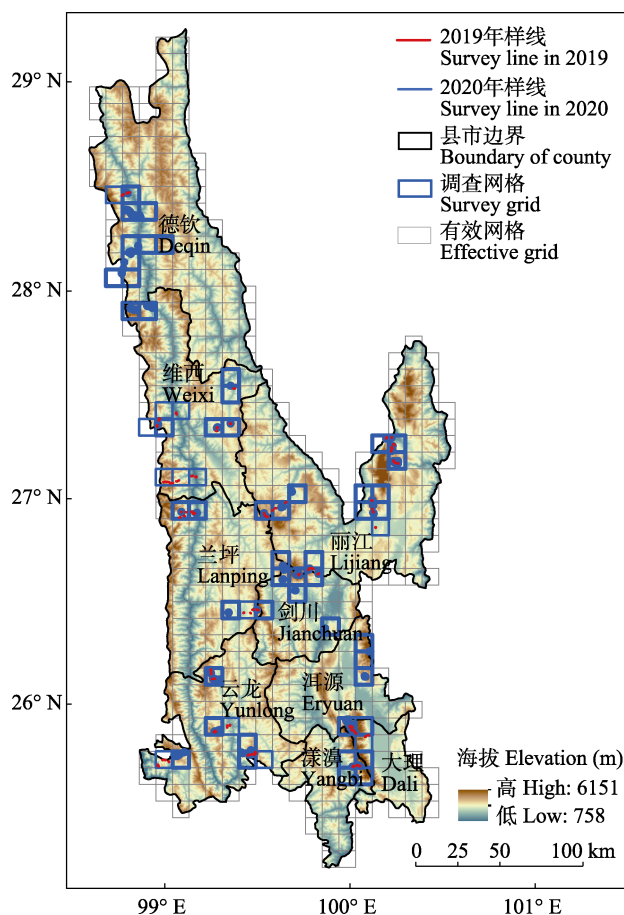 2019年样线
Survey line in 2019
2020年样线
Survey line in 2020
县市边界
Boundary of county
调查网格
Survey grid
有效网格
Effective grid
29° N
28° N
27° N
26° N
德钦
Deqin
维西
Weixi
兰坪
Lanping
丽江
Lijiang
剑川
Jianchuan
云龙
Yunlong
洱源
Eryuan
漾濞
Yangbi
大理
Dali
海拔 Elevation (m)
高 High: 6151
低 Low: 758
0 25 50 100 km
99° E 100° E 101° E